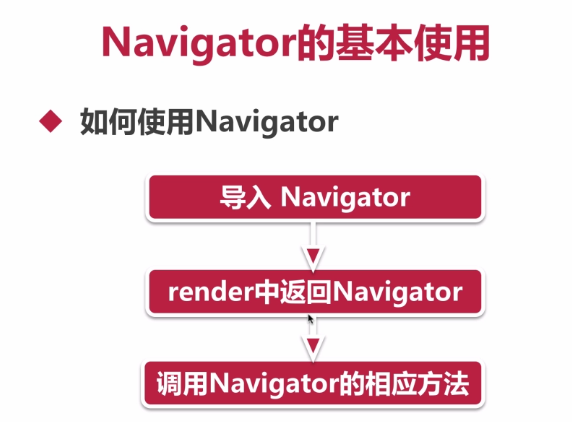 Navigator的基本使用
如何使用Navigator
导入 Navigator
render中返回Navigator
调用Navigator的相应方法